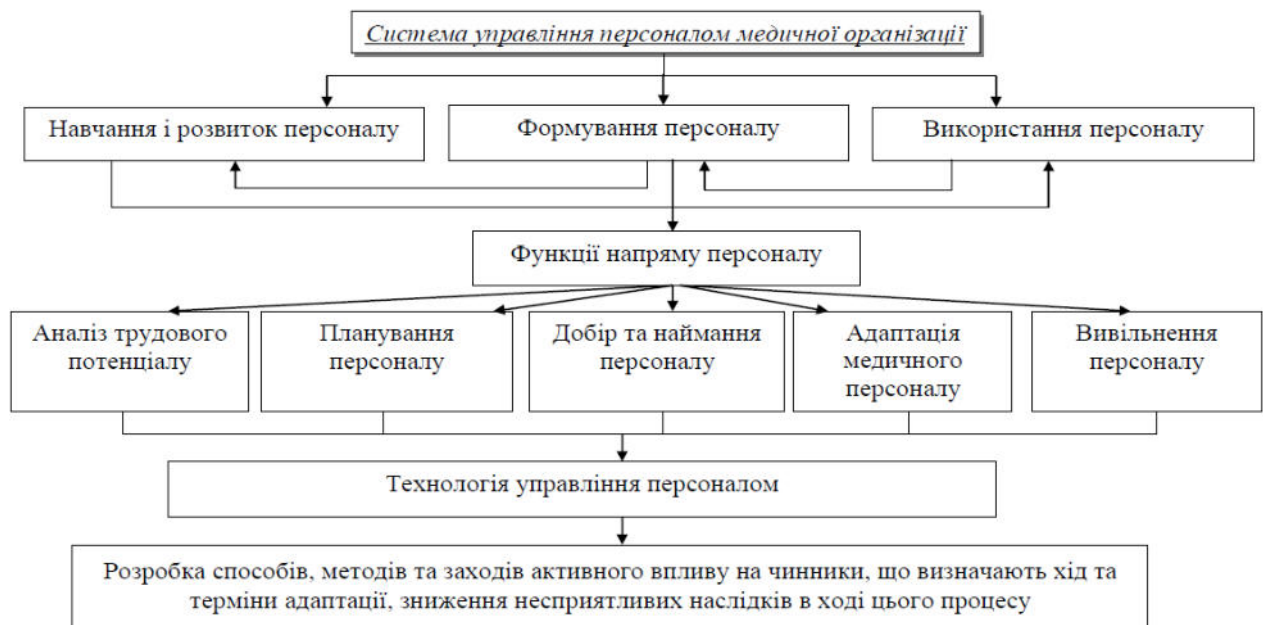 Система управління персоналом медичної організації
Навчання і розвиток персоналу
Формування персоналу
Використання персоналу
Функції напряму персоналу
Аналіз трудового
потенціалу
Планування
персоналу
Добір та наймання
персоналу
Адаптація
медичного
персоналу
Вивільнення
персоналу
Технологія управління персоналом
Розробка способів, методів та заходів активного впливу на чинники, що визначають хід та
терміни адаптації, зниження несприятливих наслідків в ході цього процесу